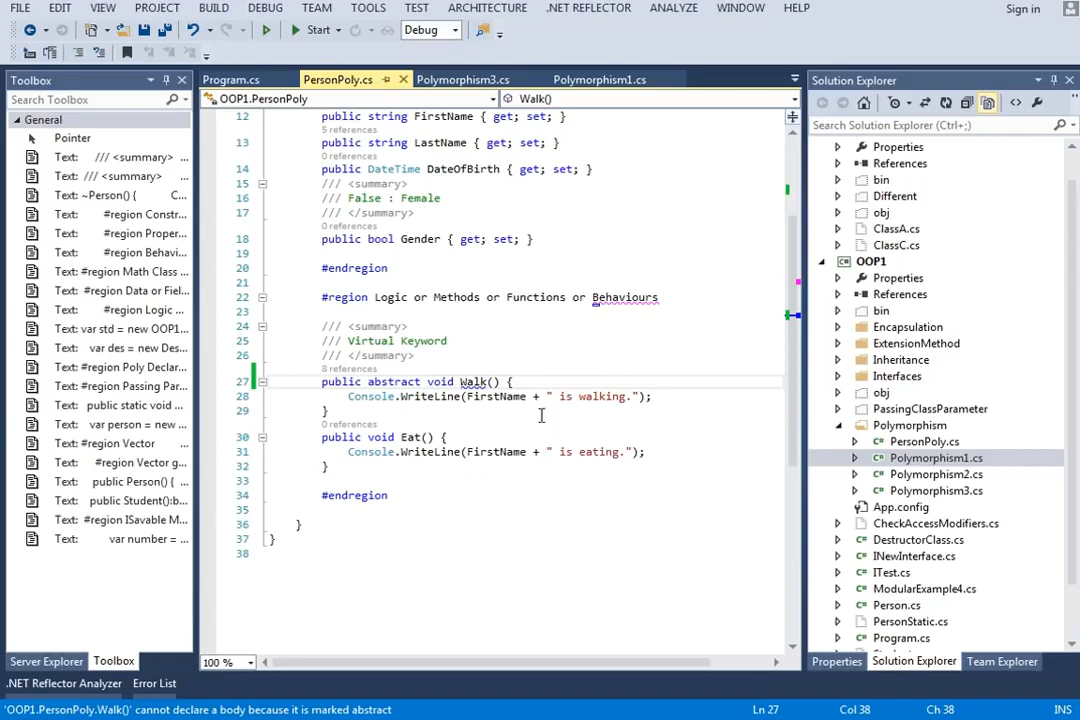 FILE EDIT VIEW PROJECT BUILD DEBUG TEAM TOOLS TEST ARCHITECTURE .NET REFLECTOR ANALYZE WINDOW HELP Sign in
Start Debug
Toolbox
Search Toolbox
General
Pointer
Text: /// <summary> ...
Text: /// <summary> ...
Text: ~Person() { C...
Text: #region Constr...
Text: #region Proper...
Text: #region Behavi...
Text: #region Math Class ...
Text: #region Data or Fiel...
Text: #region Logic ...
Text: var std = new OOP1...
Text: var des = new Des...
Text: #region Poly Declar...
Text: #region Passing Par...
Text: public static void ...
Text: var person = new ...
Text: #region Vector
Text: #region Vector g...
Text: public Person() { ...
Text: public Student():b...
Text: #region ISavable M...
Text: var number = ...
Server Explorer Toolbox
.NET Reflector Analyzer Error List
Program.cs PersonPoly.cs Polymorphism3.cs Polymorphism1.cs
OOP1.PersonPoly Walk()
12 public string FirstName { get; set; }
5 references
13 public string LastName { get; set; }
0 references
14 public DateTime DateOfBirth { get; set; }
15 /// <summary>
16 /// False : Female
17 /// </summary>
0 references
18 public bool Gender { get; set; }
19
20 #endregion
21
22 #region Logic or Methods or Functions or Behaviours
23
24 /// <summary>
25 /// Virtual Keyword
26 /// </summary>
8 references
27 public abstract void Walk() {
28 Console.WriteLine(FirstName + " is walking.");
29 }
0 references
30 public void Eat() {
31 Console.WriteLine(FirstName + " is eating.");
32 }
33
34 #endregion
35
36 }
37 }
38
100 %
Solution Explorer
Search Solution Explorer (Ctrl+;)
Properties
References
bin
Different
obj
ClassA.cs
ClassC.cs
OOP1
Properties
References
bin
Encapsulation
ExtensionMethod
Inheritance
Interfaces
obj
PassingClassParameter
Polymorphism
PersonPoly.cs
Polymorphism1.cs
Polymorphism2.cs
Polymorphism3.cs
App.config
CheckAccessModifiers.cs
DestructorClass.cs
INewInterface.cs
ITest.cs
ModularExample4.cs
Person.cs
PersonStatic.cs
Program.cs
Properties Solution Explorer Team Explorer
'OOP1.PersonPoly.Walk()' cannot declare a body because it is marked abstract Ln 27 Col 38 Ch 38 INS